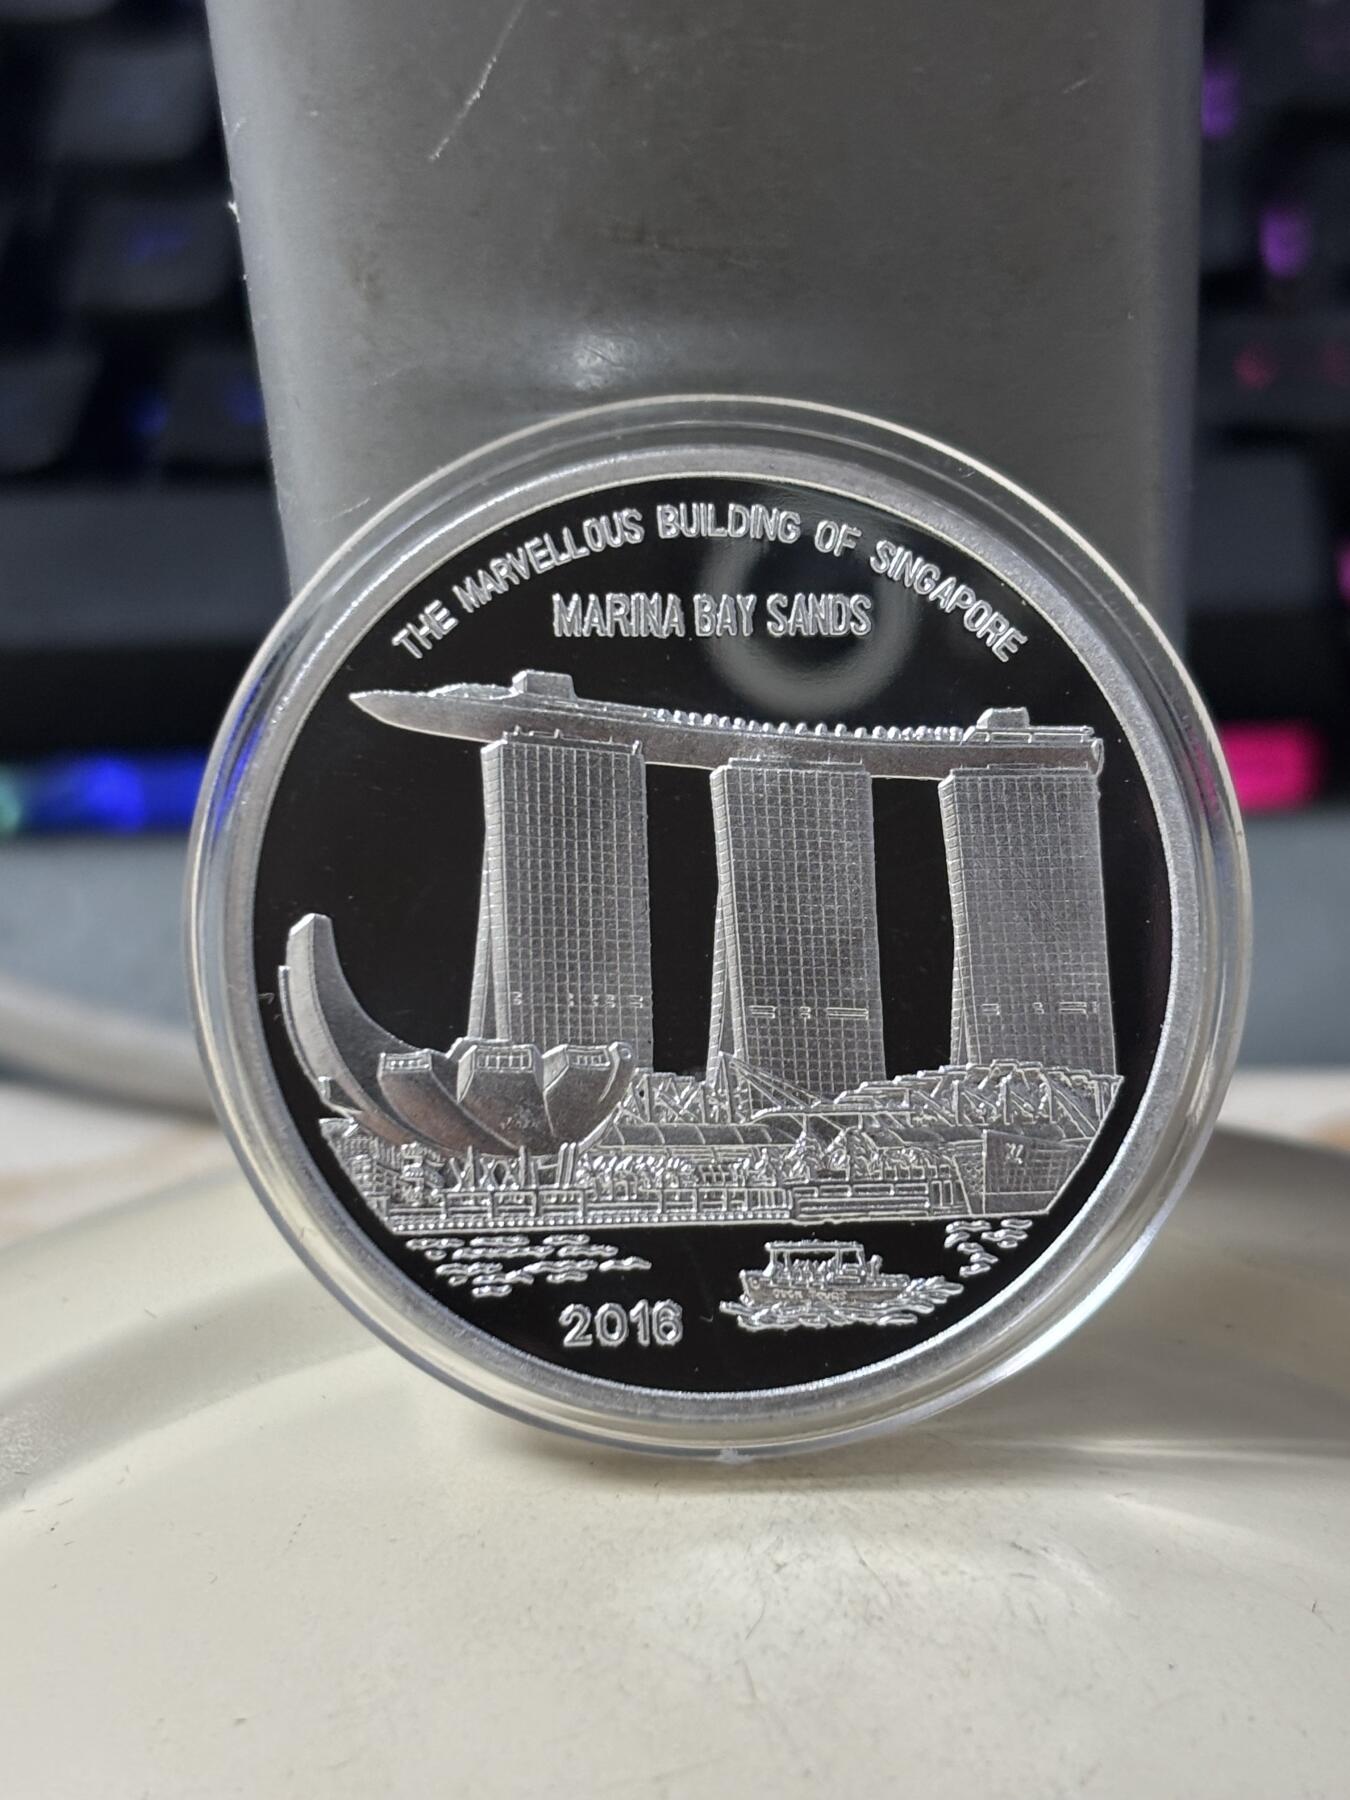 THE MARVELLOUS BUILDING OF SINGAPORE
MARINA BAY SANDS
2016